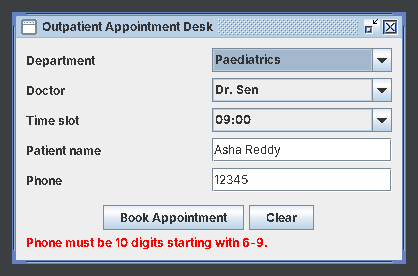 Outpatient Appointment Desk
Department Paediatrics
Doctor Dr. Sen
Time slot 09:00
Patient name Asha Reddy
Phone 12345
Book Appointment Clear
Phone must be 10 digits starting with 6-9.